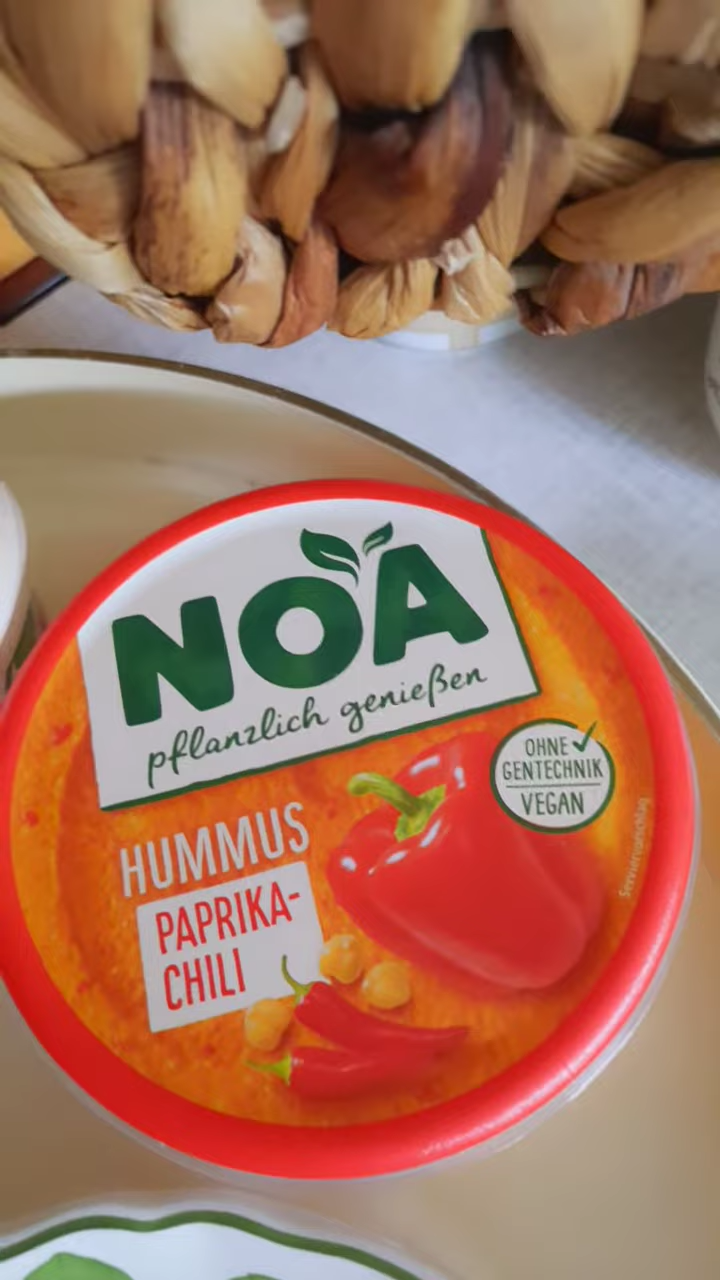 NOA
pflanzlich genießen
OHNE
GENTECHNIK
VEGAN
HUMMUS
PAPRIKA-
CHILI
Serviervorschlag